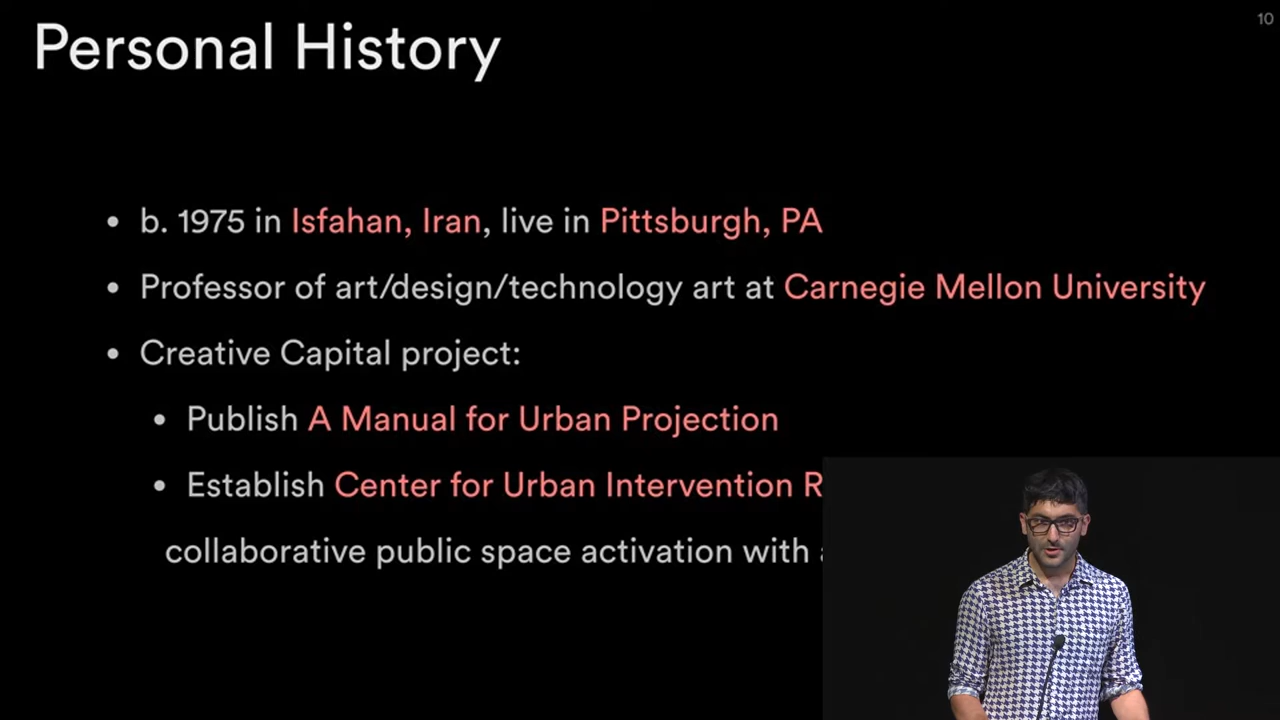 10
Personal History
• b. 1975 in Isfahan, Iran, live in Pittsburgh, PA
• Professor of art/design/technology art at Carnegie Mellon University
• Creative Capital project:
• Publish A Manual for Urban Projection
• Establish Center for Urban Intervention
collaborative public space activation with